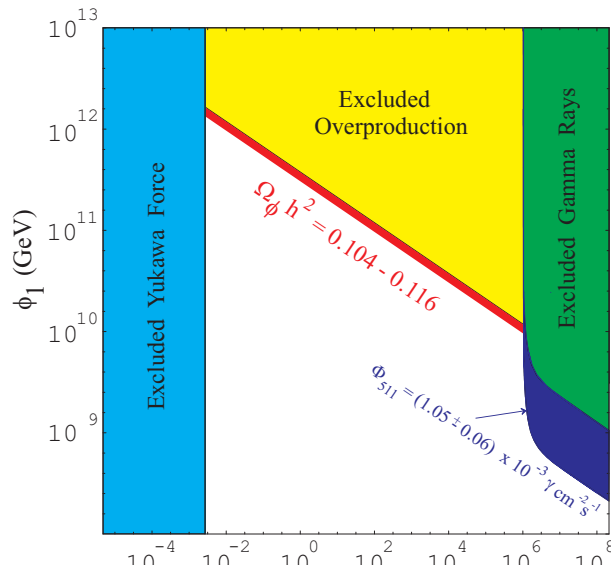 10^13
10^12
10^11
10^10
10^9
ϕ1 (GeV)
Excluded Yukawa Force
Excluded
Overproduction
Excluded Gamma Rays
Ω_ϕ h^2 = 0.104 - 0.116
Φ_511 = (1.05 ± 0.06) x 10^-3 γ cm^-2 s^-1
10^-4 10^-2 10^0 10^2 10^4 10^6 10^8